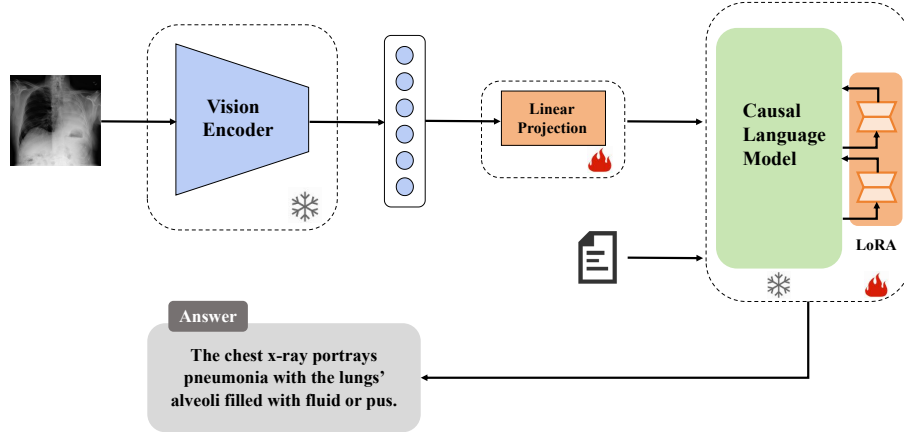 Vision
Encoder
Linear
Projection
Causal
Language
Model
LoRA
Answer
The chest x-ray portrays
pneumonia with the lungs’
alveoli filled with fluid or pus.